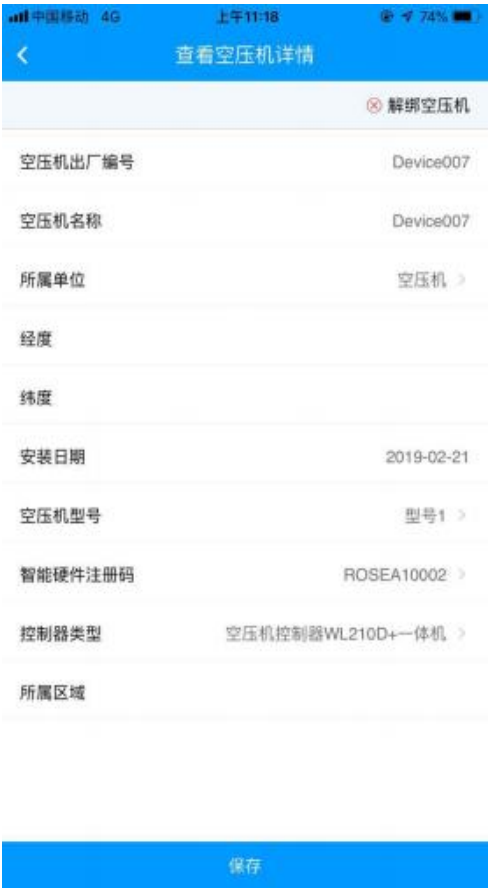 中国移动 4G 上午11:18 74%
查看空压机详情
解绑空压机
空压机出厂编号 Device007
空压机名称 Device007
所属单位 空压机
经度
纬度
安装日期 2019-02-21
空压机型号 型号1
智能硬件注册码 ROSEA10002
控制器类型 空压机控制器WL210D+一体机
所属区域
保存